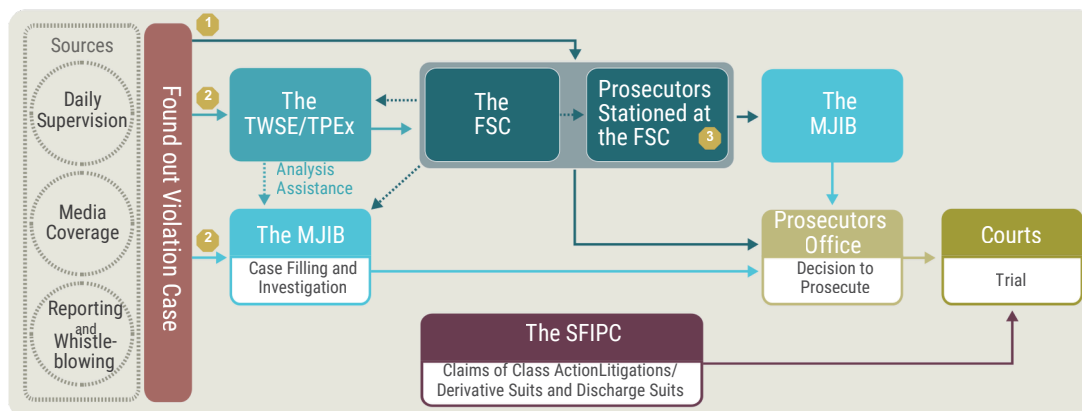 Sources
Daily
Supervision
Media
Coverage
Reporting
and
Whistle-
blowing
Found out Violation Case
1
2
The
TWSE/TPEx
Analysis
Assistance
The
FSC
Prosecutors
Stationed at
the FSC
3
The
MJIB
2
The MJIB
Case Filling and
Investigation
Prosecutors
Office
Decision to
Prosecute
Courts
Trial
The SFIPC
Claims of Class ActionLitigations/
Derivative Suits and Discharge Suits